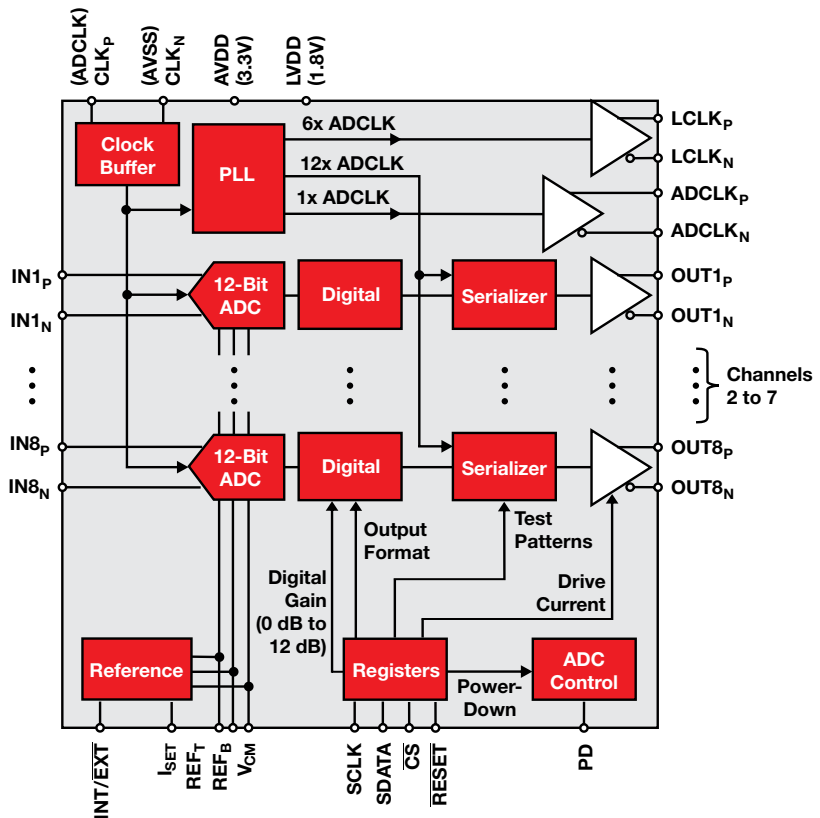 (ADCLK)
CLKP
(AVSS)
CLKN
AVDD
(3.3V)
LVDD
(1.8V)
Clock
Buffer
PLL
6x ADCLK
12x ADCLK
1x ADCLK
LCLKP
LCLKN
ADCLKP
ADCLKN
IN1P
IN1N
12-Bit
ADC
Digital
Serializer
OUT1P
OUT1N
Channels
2 to 7
IN8P
IN8N
12-Bit
ADC
Digital
Serializer
OUT8P
OUT8N
Output
Format
Test
Patterns
Digital
Gain
(0 dB to
12 dB)
Drive
Current
Reference
Registers
Power-
Down
ADC
Control
INT/EXT
ISET
REFT
REFB
VCM
SCLK
SDATA
CS
RESET
PD